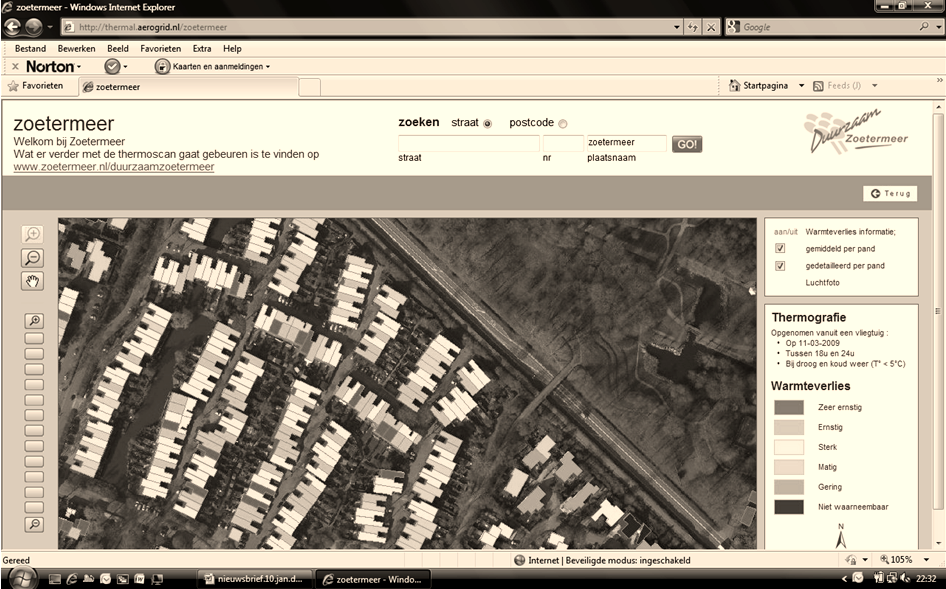 zoetermeer - Windows Internet Explorer
http://thermal.aerogrid.nl/zoetermeer
Google
Bestand Bewerken Beeld Favorieten Extra Help
Norton Kaarten en aanmeldingen
Favorieten zoetermeer Startpagina Feeds (J)
zoetermeer
Welkom bij Zoetermeer
Wat er verder met de thermoscan gaat gebeuren is te vinden op
www.zoetermeer.nl/duurzaamzoetermeer
zoeken straat postcode
zoetermeer GO!
straat nr plaatsnaam
Duurzaam
Zoetermeer
Terug
aan/uit Warmteverlies informatie;
gemiddeld per pand
gedetailleerd per pand
Luchtfoto
Thermografie
Opgenomen vanuit een vliegtuig :
• Op 11-03-2009
• Tussen 18u en 24u
• Bij droog en koud weer (T° < 5°C)
Warmteverlies
Zeer ernstig
Ernstig
Sterk
Matig
Gering
Niet waarneembaar
N
Gereed Internet | Beveiligde modus: ingeschakeld 105%
nieuwsbrief.10.jan.d... zoetermeer - Windo... 22:32